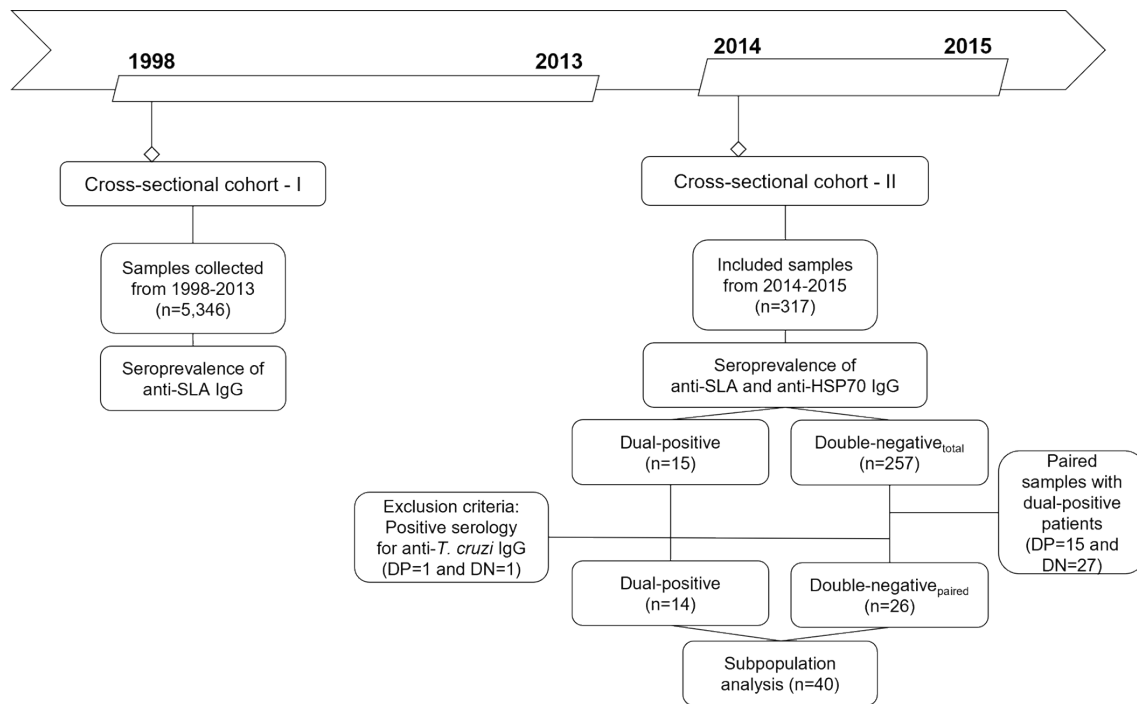 1998
2013
2014
2015
Cross-sectional cohort - I
Cross-sectional cohort - II
Samples collected
from 1998-2013
(n=5,346)
Included samples
from 2014-2015
(n=317)
Seroprevalence of
anti-SLA IgG
Seroprevalence of
anti-SLA and anti-HSP70 IgG
Dual-positive
(n=15)
Double-negativetotal
(n=257)
Paired
samples with
dual-positive
patients
(DP=15 and
DN=27)
Exclusion criteria:
Positive serology
for anti-T. cruzi IgG
(DP=1 and DN=1)
Dual-positive
(n=14)
Double-negativepaired
(n=26)
Subpopulation
analysis (n=40)